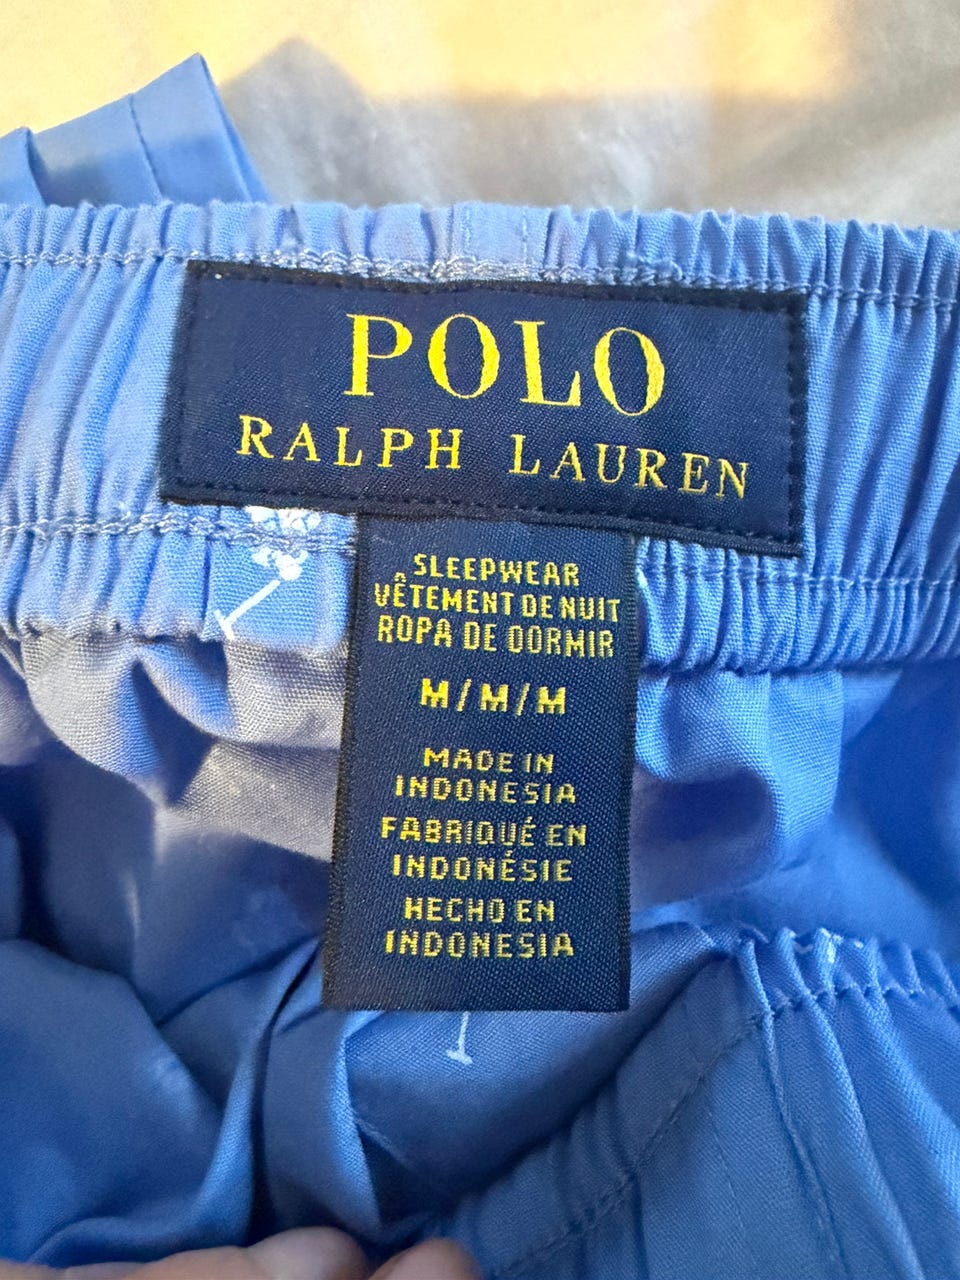 POLO
RALPH LAUREN
SLEEPWEAR
VÊTEMENT DE NUIT
ROPA DE DORMIR
M/M/M
MADE IN
INDONESIA
FABRIQUÉ EN
INDONÉSIE
HECHO EN
INDONESIA